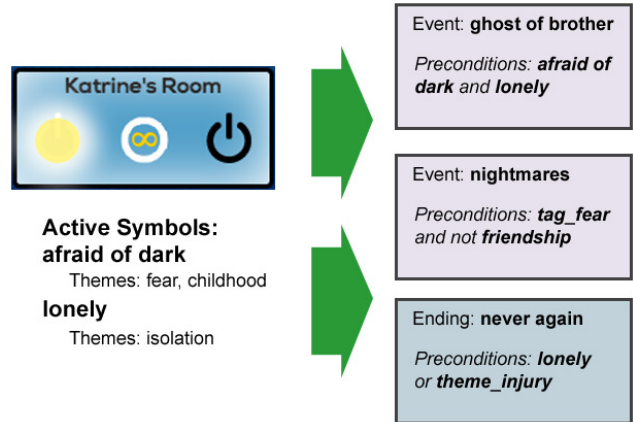 Katrine's Room
Active Symbols:
afraid of dark
Themes: fear, childhood
lonely
Themes: isolation
Event: ghost of brother
Preconditions: afraid of
dark and lonely
Event: nightmares
Preconditions: tag_fear
and not friendship
Ending: never again
Preconditions: lonely
or theme_injury